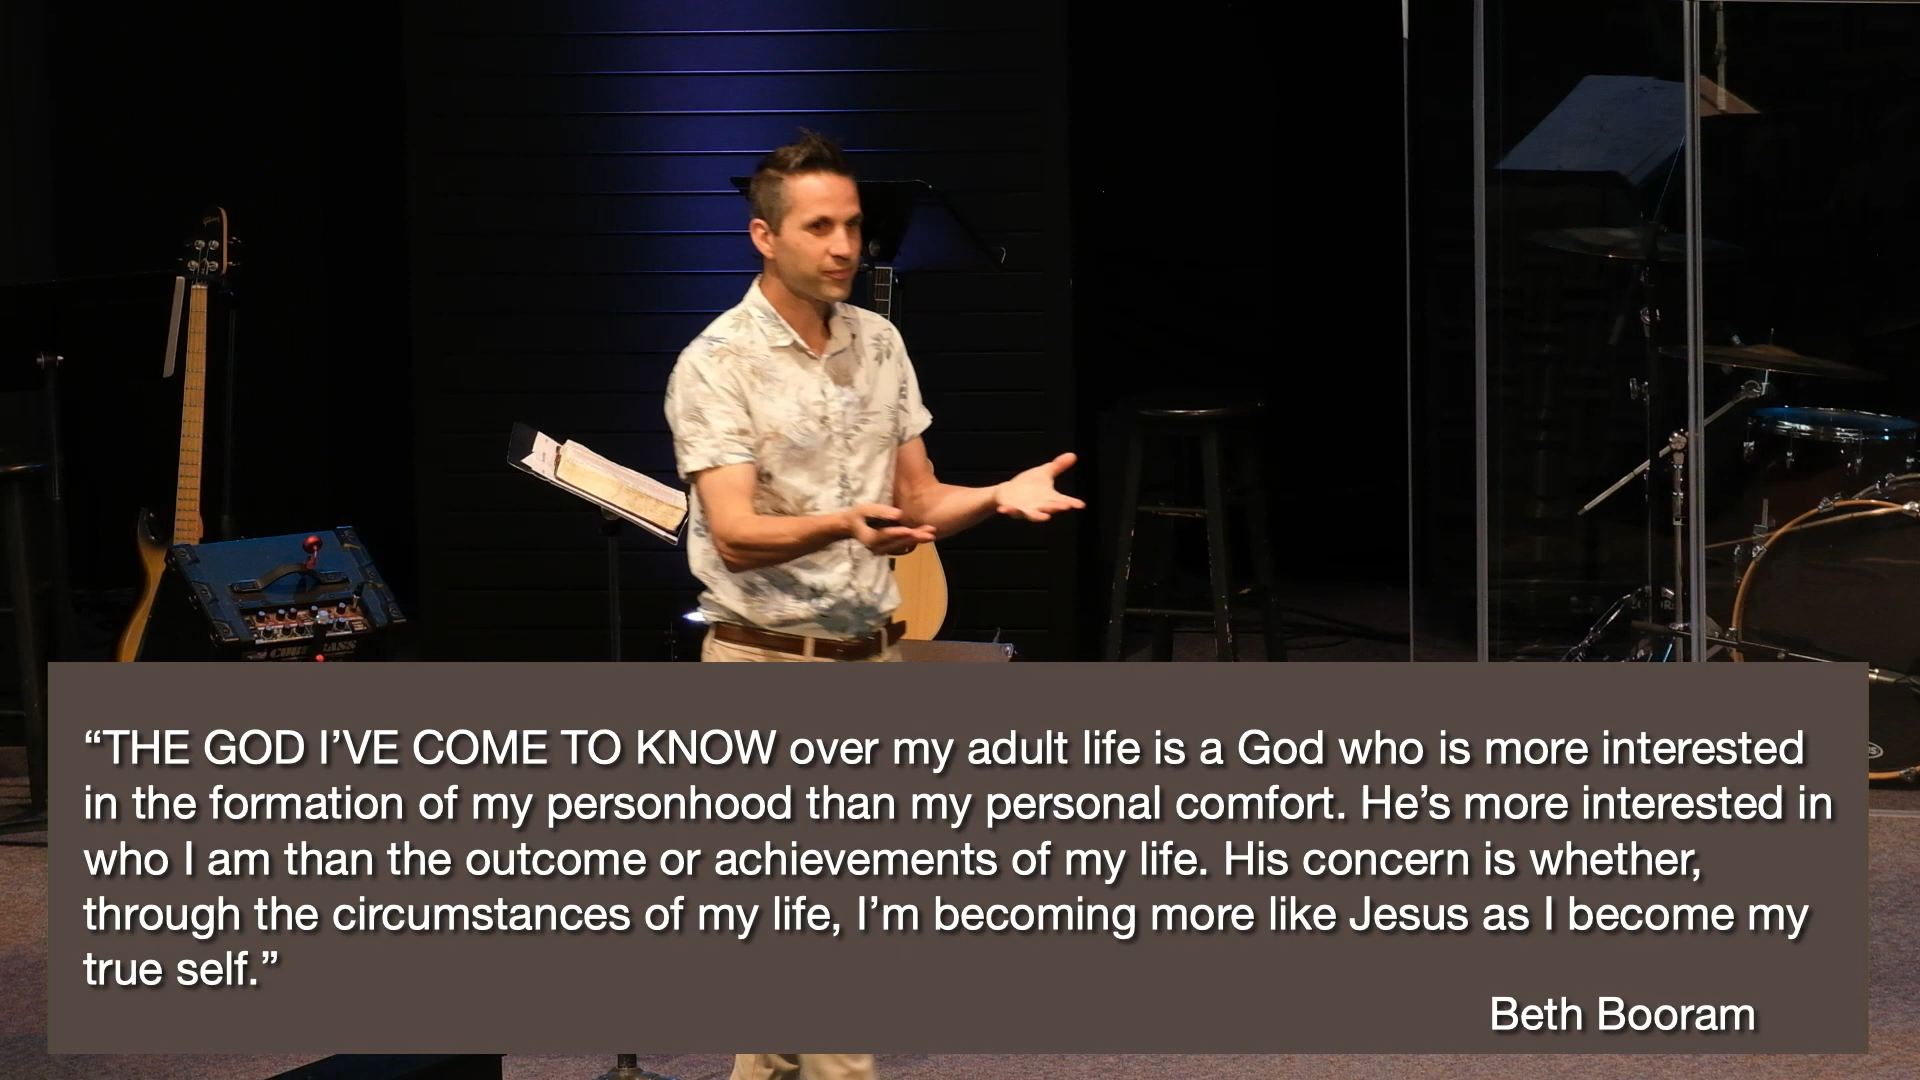 “THE GOD I’VE COME TO KNOW over my adult life is a God who is more interested
in the formation of my personhood than my personal comfort. He’s more interested in
who I am than the outcome or achievements of my life. His concern is whether,
through the circumstances of my life, I’m becoming more like Jesus as I become my
true self.”
Beth Booram